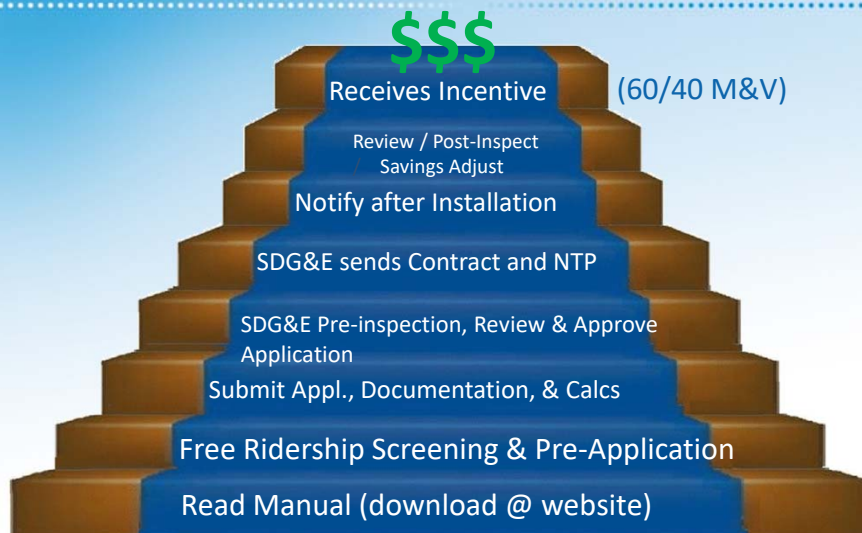 $$$
Receives Incentive
(60/40 M&V)
Review / Post-Inspect
/ Savings Adjust
Notify after Installation
SDG&E sends Contract and NTP
SDG&E Pre-inspection, Review & Approve
Application
Submit Appl., Documentation, & Calcs
Free Ridership Screening & Pre-Application
Read Manual (download @ website)